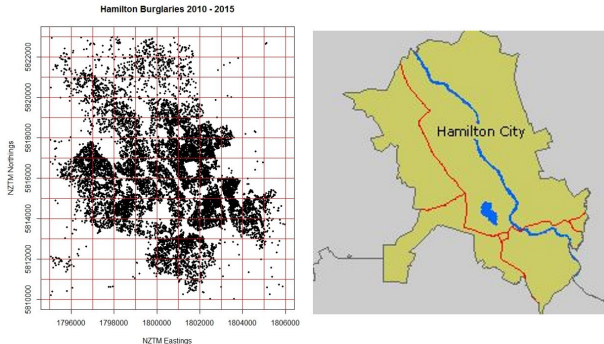 Hamilton Burglaries 2010 - 2015
NZTM Northings
5822000
5820000
5818000
5816000
5814000
5812000
5810000
1796000 1798000 1800000 1802000 1804000 1806000
NZTM Eastings
Hamilton City